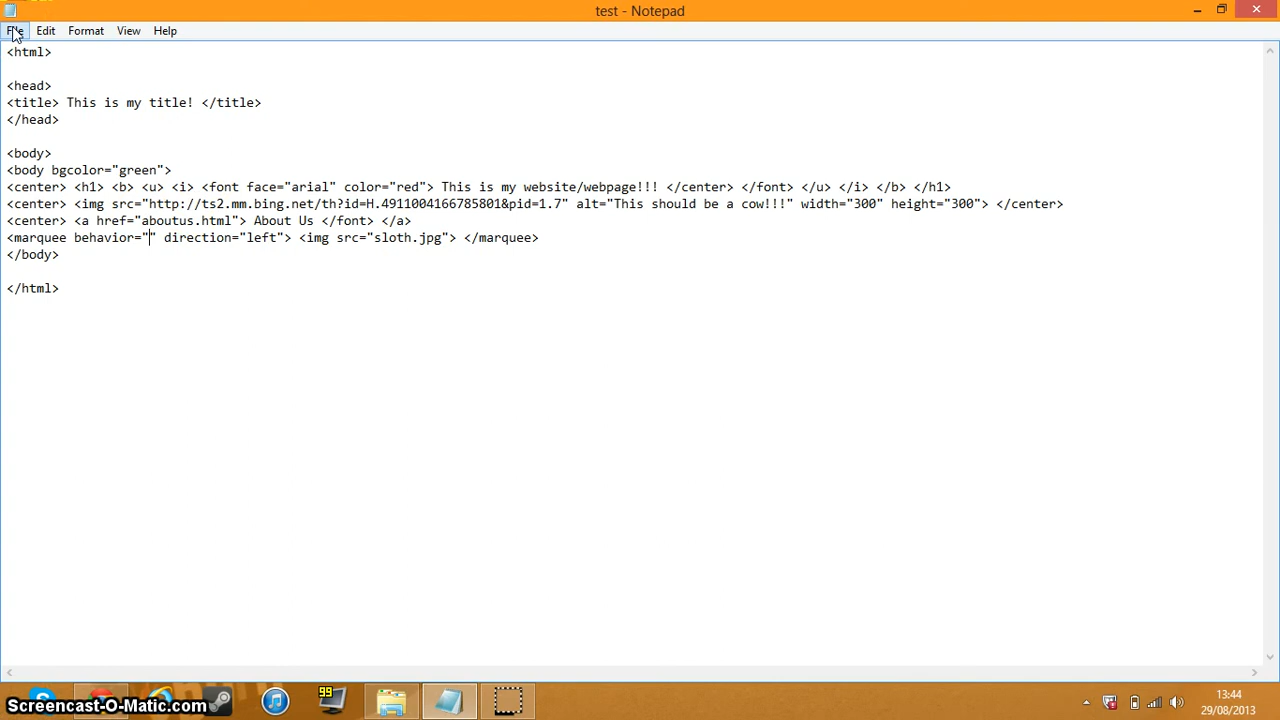 test - Notepad
File Edit Format View Help
<html>
<head>
<title> This is my title! </title>
</head>
<body>
<body bgcolor="green">
<center> <h1> <b> <u> <i> <font face="arial" color="red"> This is my website/webpage!!! </center> </font> </u> </i> </b> </h1>
<center> <img src="http://ts2.mm.bing.net/th?id=H.4911004166785801&pid=1.7" alt="This should be a cow!!!" width="300" height="300"> </center>
<center> <a href="aboutus.html"> About Us </font> </a>
<marquee behavior="" direction="left"> <img src="sloth.jpg"> </marquee>
</body>
</html>
99
13:44
Screencast-O-Matic.com
29/08/2013